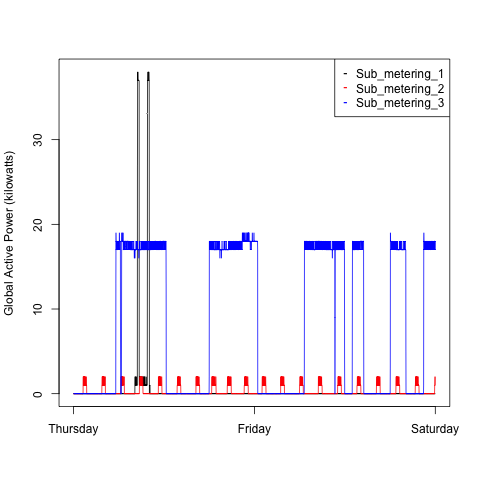 Sub_metering_1
Sub_metering_2
Sub_metering_3
Global Active Power (kilowatts)
30
20
10
0
Thursday Friday Saturday